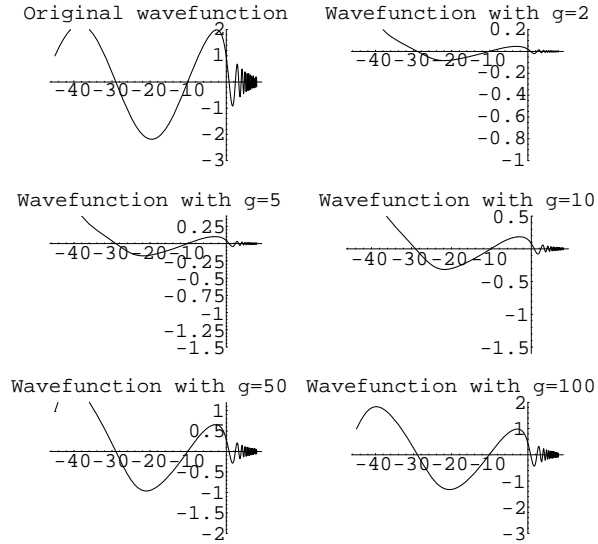 Original wavefunction
2
1
-40 -30 -20 -10
-1
-2
-3
Wavefunction with g=2
0.2
-40 -30 -20 -10
-0.2
-0.4
-0.6
-0.8
-1
Wavefunction with g=5
0.25
-40 -30 -20 -10
-0.25
-0.5
-0.75
-1
-1.25
-1.5
Wavefunction with g=10
0.5
-40 -30 -20 -10
-0.5
-1
-1.5
Wavefunction with g=50
1
0.5
-40 -30 -20 -10
-0.5
-1
-1.5
-2
Wavefunction with g=100
2
1
-40 -30 -20 -10
-1
-2
-3